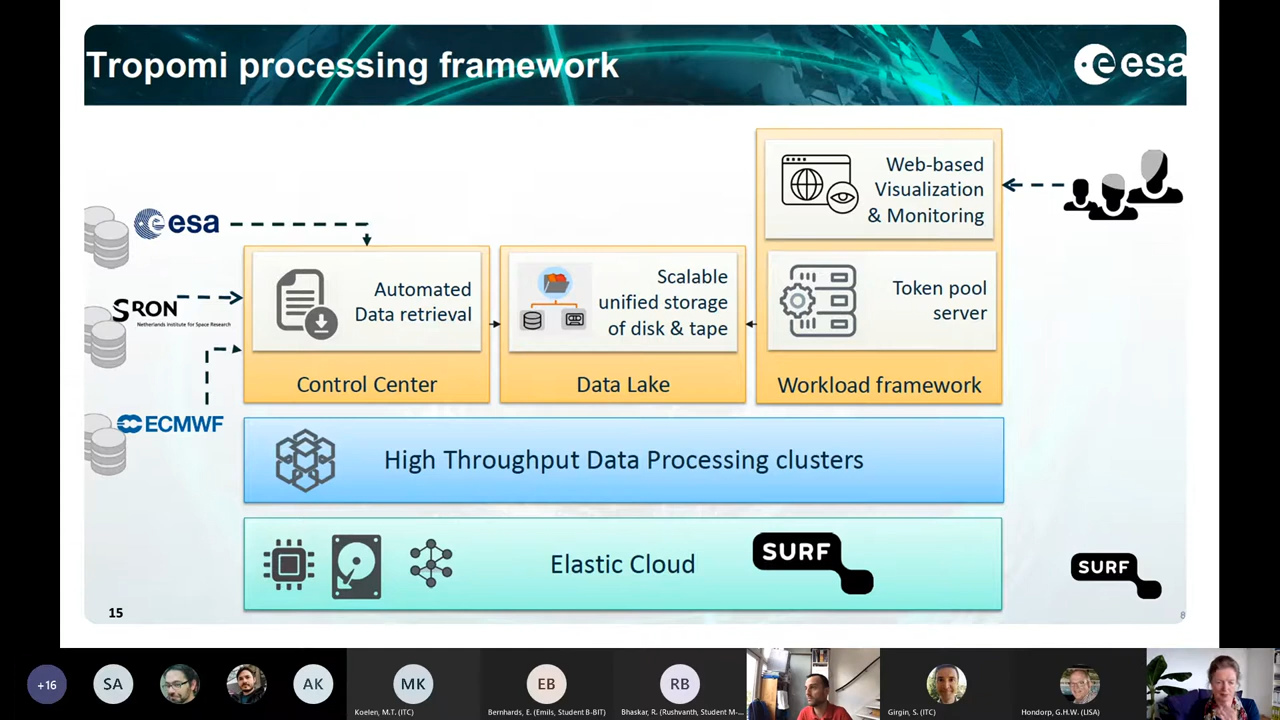 Tropomi processing framework
esa
Web-based
Visualization
& Monitoring
esa
SRON
Netherlands Institute for Space Research
ECMWF
Automated
Data retrieval
Control Center
Scalable
unified storage
of disk & tape
Data Lake
Token pool
server
Workload framework
High Throughput Data Processing clusters
Elastic Cloud
SURF
SURF
15
8
+16
SA
AK
MK
Koelen, M.T. (ITC)
EB
Bernhards, E. (Emils, Student B-BIT)
RB
Bhaskar, R. (Rushvanth, Student M-...
Girgin, S. (ITC)
Hondorp, G.H.W. (LISA)